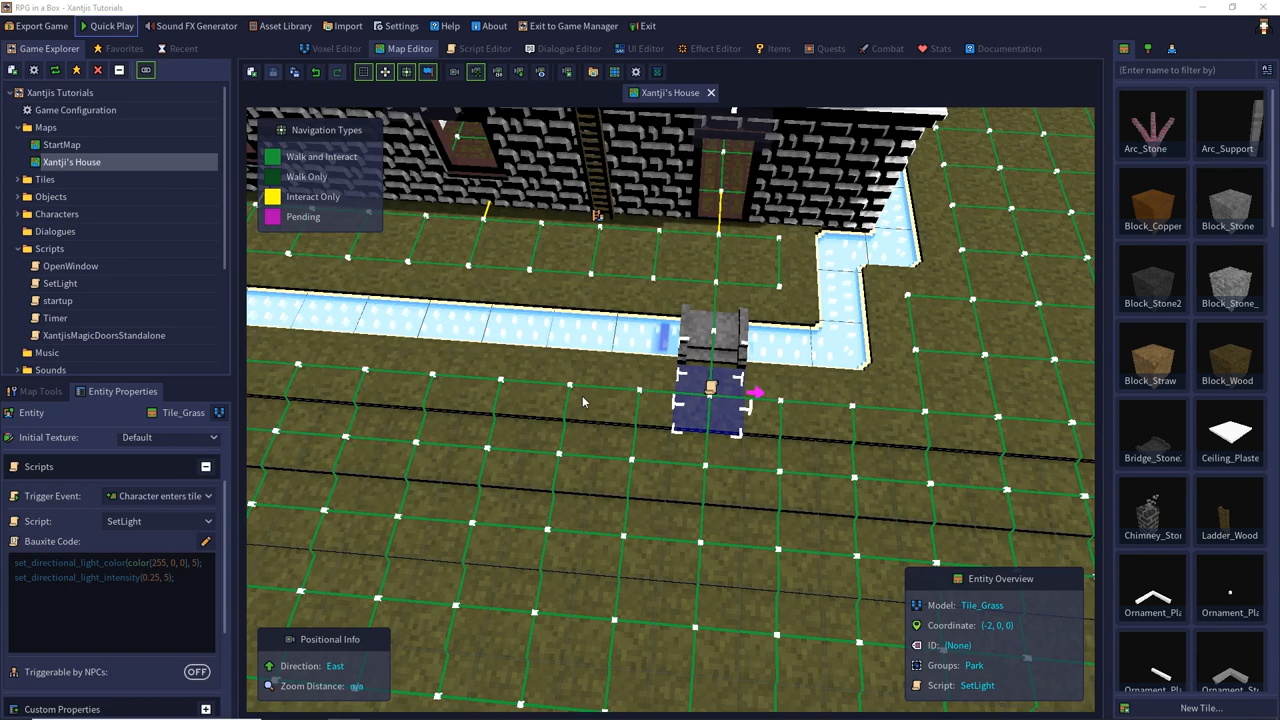 RPG in a Box - Xantjis Tutorials
Export Game
Quick Play
Sound FX Generator
Asset Library
Import
Settings
Help
About
Exit to Game Manager
Exit
Game Explorer
Favorites
Recent
Voxel Editor
Map Editor
Script Editor
Dialogue Editor
UI Editor
Effect Editor
Items
Quests
Combat
Stats
Documentation
Xantji's House
(Enter name to filter by)
Xantjis Tutorials
Game Configuration
Maps
StartMap
Xantji's House
Tiles
Objects
Characters
Dialogues
Scripts
OpenWindow
SetLight
startup
Timer
XantjisMagicDoorsStandalone
Music
Sounds
Map Tools
Entity Properties
Entity
Tile_Grass
Initial Texture:
Default
Scripts
Trigger Event:
Character enters tile
Script:
SetLight
Bauxite Code:
set_directional_light_color(color[255, 0, 0], 5);
set_directional_light_intensity(0.25, 5);
Triggerable by NPCs:
OFF
Custom Properties
Navigation Types
Walk and Interact
Walk Only
Interact Only
Pending
Positional Info
Direction: East
Zoom Distance: n/a
Entity Overview
Model: Tile_Grass
Coordinate: (-2, 0, 0)
ID: (None)
Groups: Park
Script: SetLight
Arc_Stone
Arc_Support
Block_Copper
Block_Stone
Block_Stone2
Block_Stone_
Block_Straw
Block_Wood
Bridge_Stone.
Ceiling_Plaste
Chimney_Stor
Ladder_Wood
Ornament_Pla
Ornament_Pla
Ornament_Pla
Ornament_Sto
New Tile...